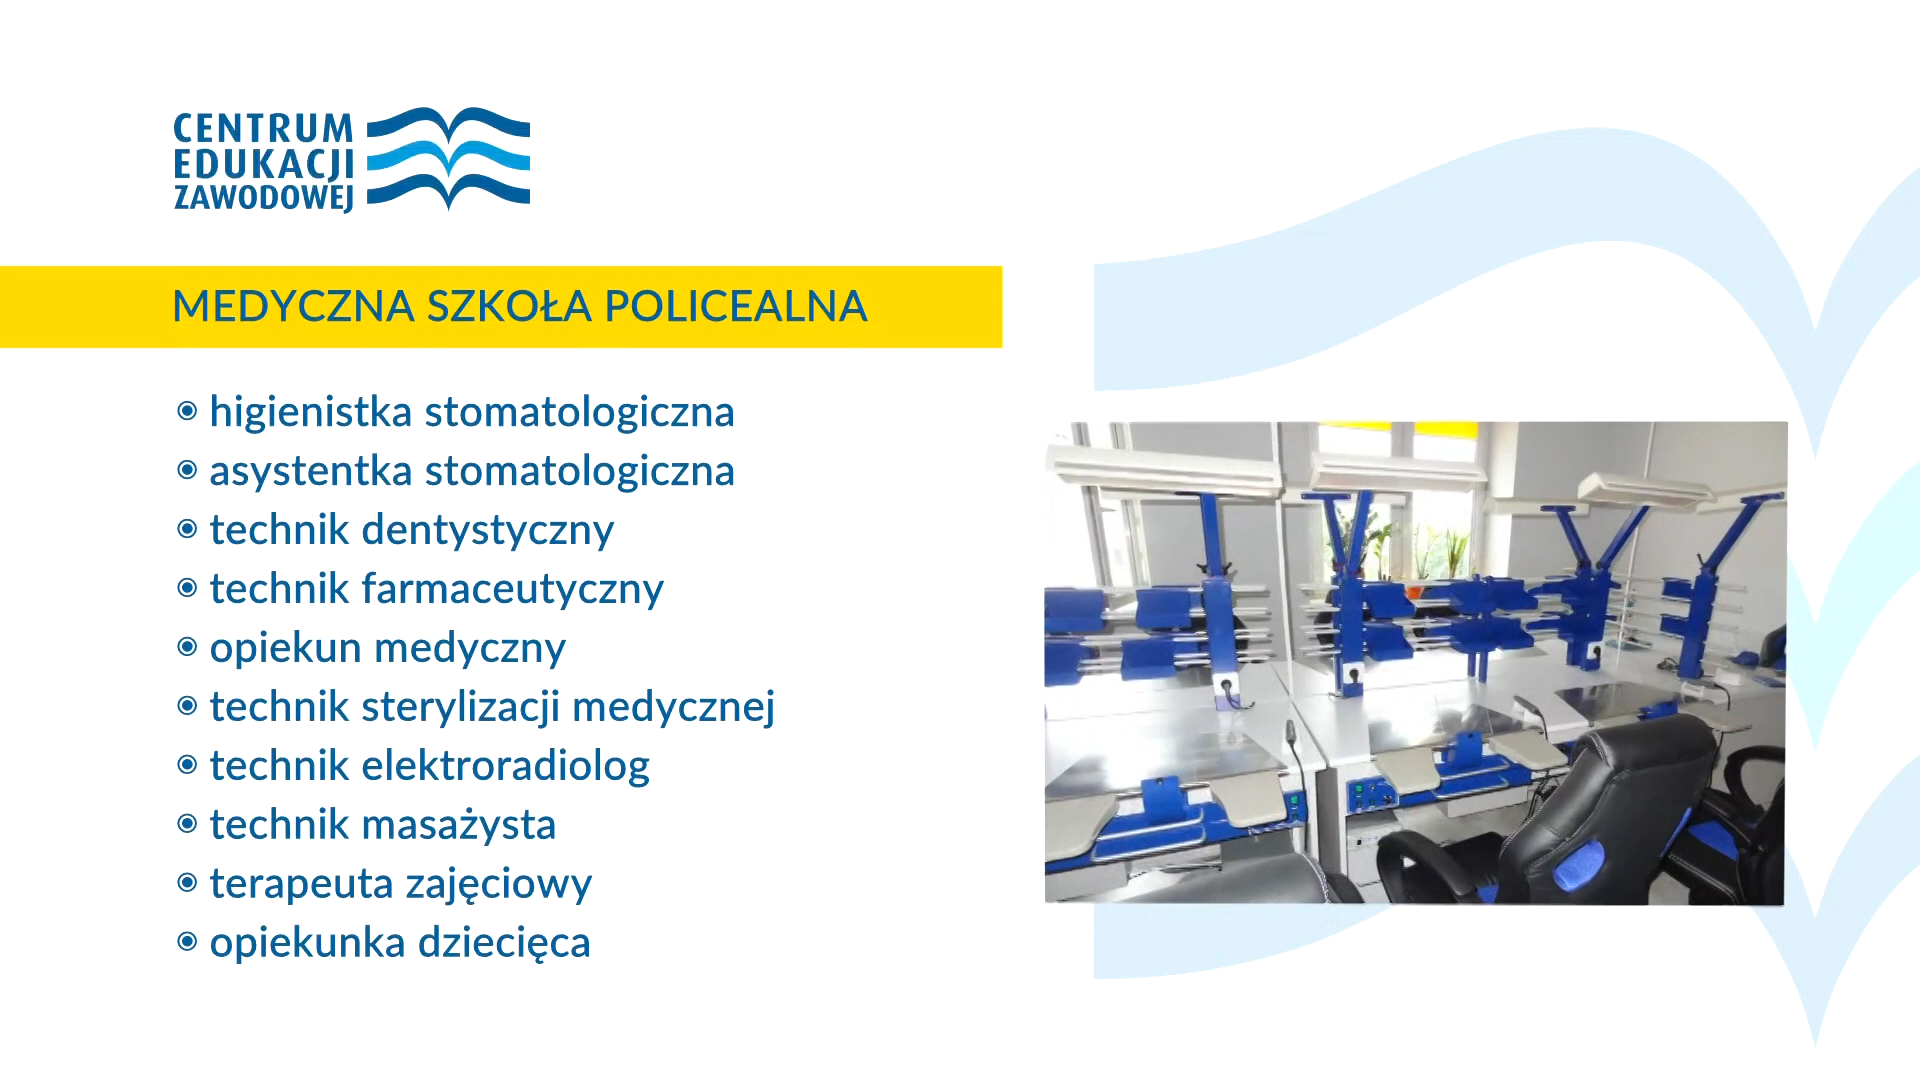 CENTRUM
EDUKACJI
ZAWODOWEJ
MEDYCZNA SZKOŁA POLICEALNA
higienistka stomatologiczna
asystentka stomatologiczna
technik dentystyczny
technik farmaceutyczny
opiekun medyczny
technik sterylizacji medycznej
technik elektroradiolog
technik masażysta
terapeuta zajęciowy
opiekunka dziecięca